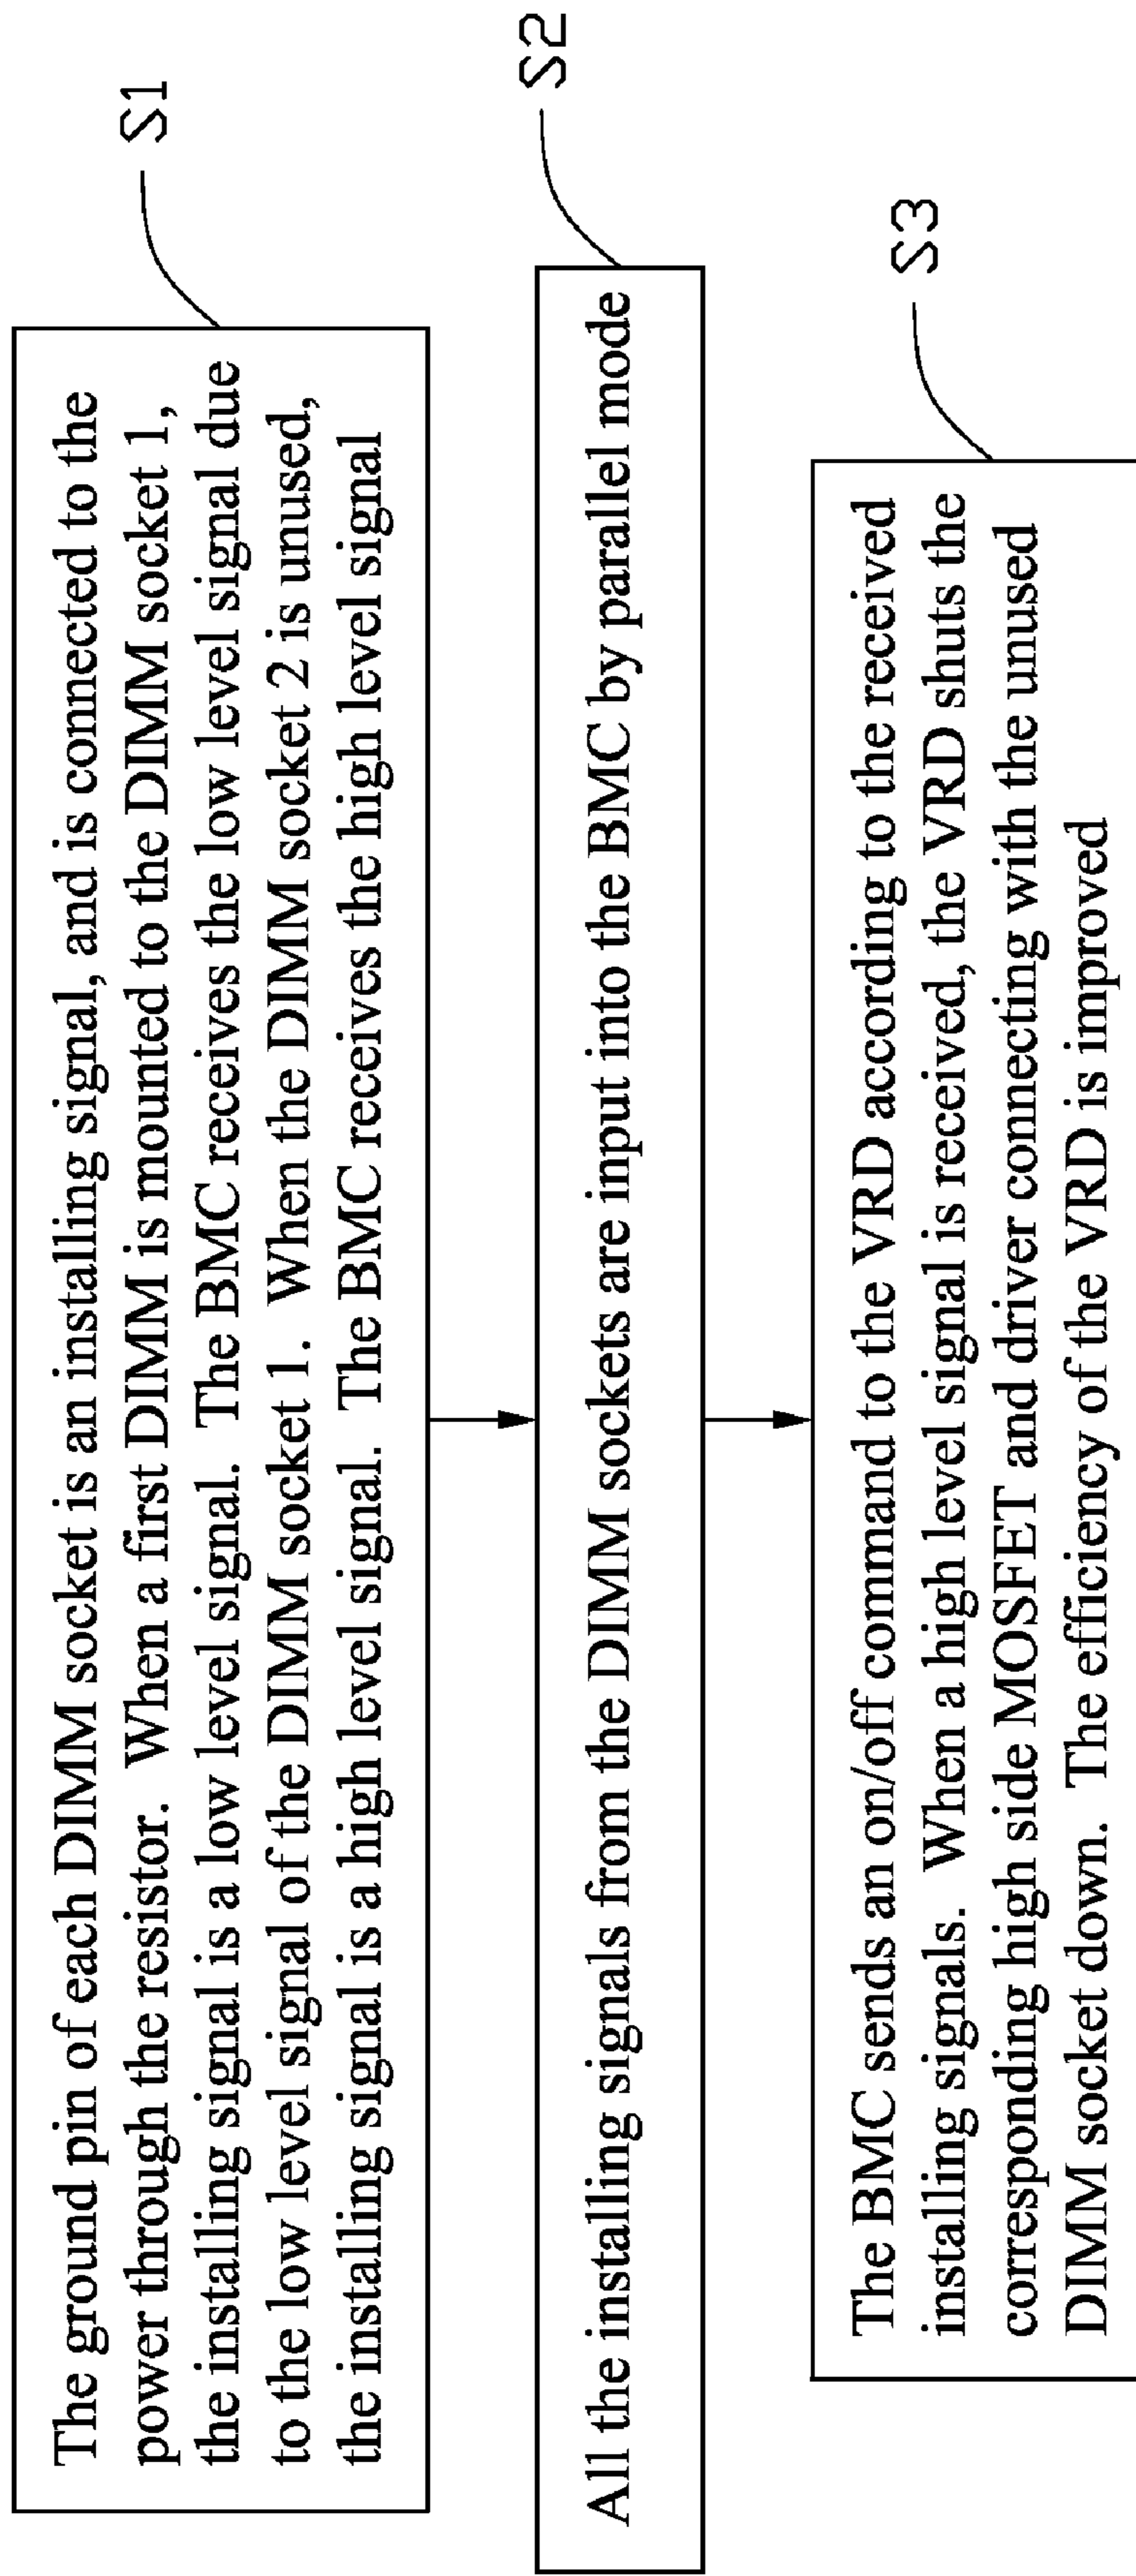 The ground pin of each DIMM socket is an installing signal, and is connected to the
power through the resistor. When a first DIMM is mounted to the DIMM socket 1,
the installing signal is a low level signal. The BMC receives the low level signal due
to the low level signal of the DIMM socket 1. When the DIMM socket 2 is unused,
the installing signal is a high level signal. The BMC receives the high level signal
S1
All the installing signals from the DIMM sockets are input into the BMC by parallel mode
S2
The BMC sends an on/off command to the VRD according to the received
installing signals. When a high level signal is received, the VRD shuts the
corresponding high side MOSFET and driver connecting with the unused
DIMM socket down. The efficiency of the VRD is improved
S3